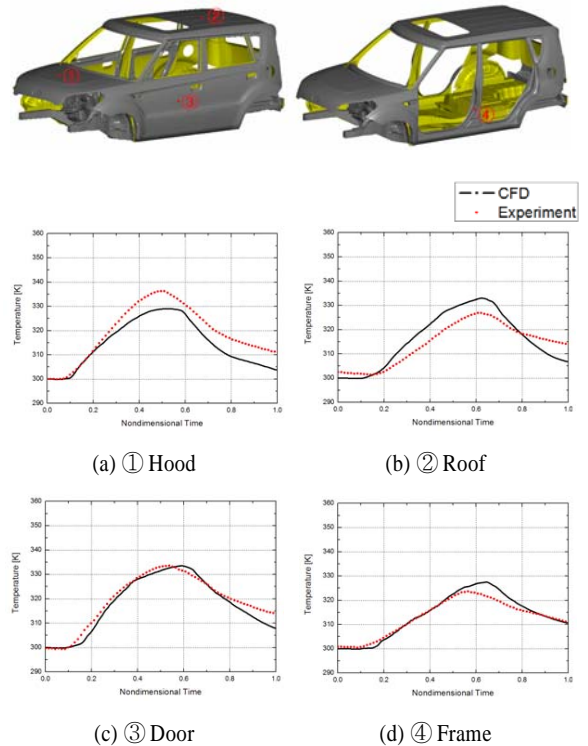 ②
①
③
④
CFD
Experiment
360
350
340
330
320
310
300
290
Temperature [K]
0.0 0.2 0.4 0.6 0.8 1.0
Nondimensional Time
(a) ① Hood
360
350
340
330
320
310
300
290
Temperature [K]
0.0 0.2 0.4 0.6 0.8 1.0
Nondimensional Time
(b) ② Roof
360
350
340
330
320
310
300
290
Temperature [K]
0.0 0.2 0.4 0.6 0.8 1.0
Nondimensional Time
(c) ③ Door
360
350
340
330
320
310
300
290
Temperature [K]
0.0 0.2 0.4 0.6 0.8 1.0
Nondimensional Time
(d) ④ Frame